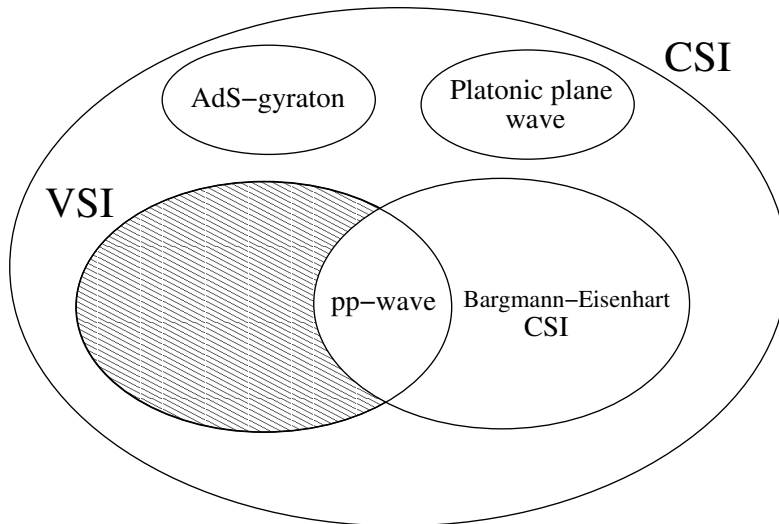 CSI
AdS−gyraton
Platonic plane
wave
VSI
pp−wave
Bargmann−Eisenhart
CSI